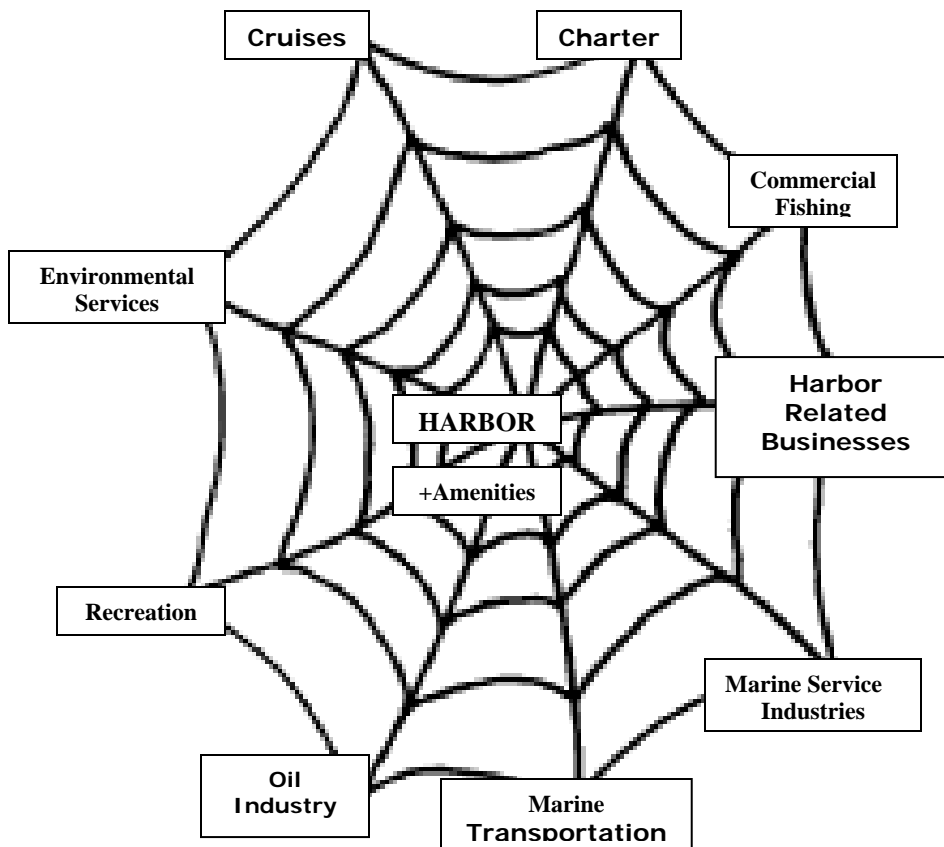 Cruises
Charter
Commercial
Fishing
Environmental
Services
HARBOR
+Amenities
Harbor
Related
Businesses
Recreation
Marine Service
Industries
Oil
Industry
Marine
Transportation